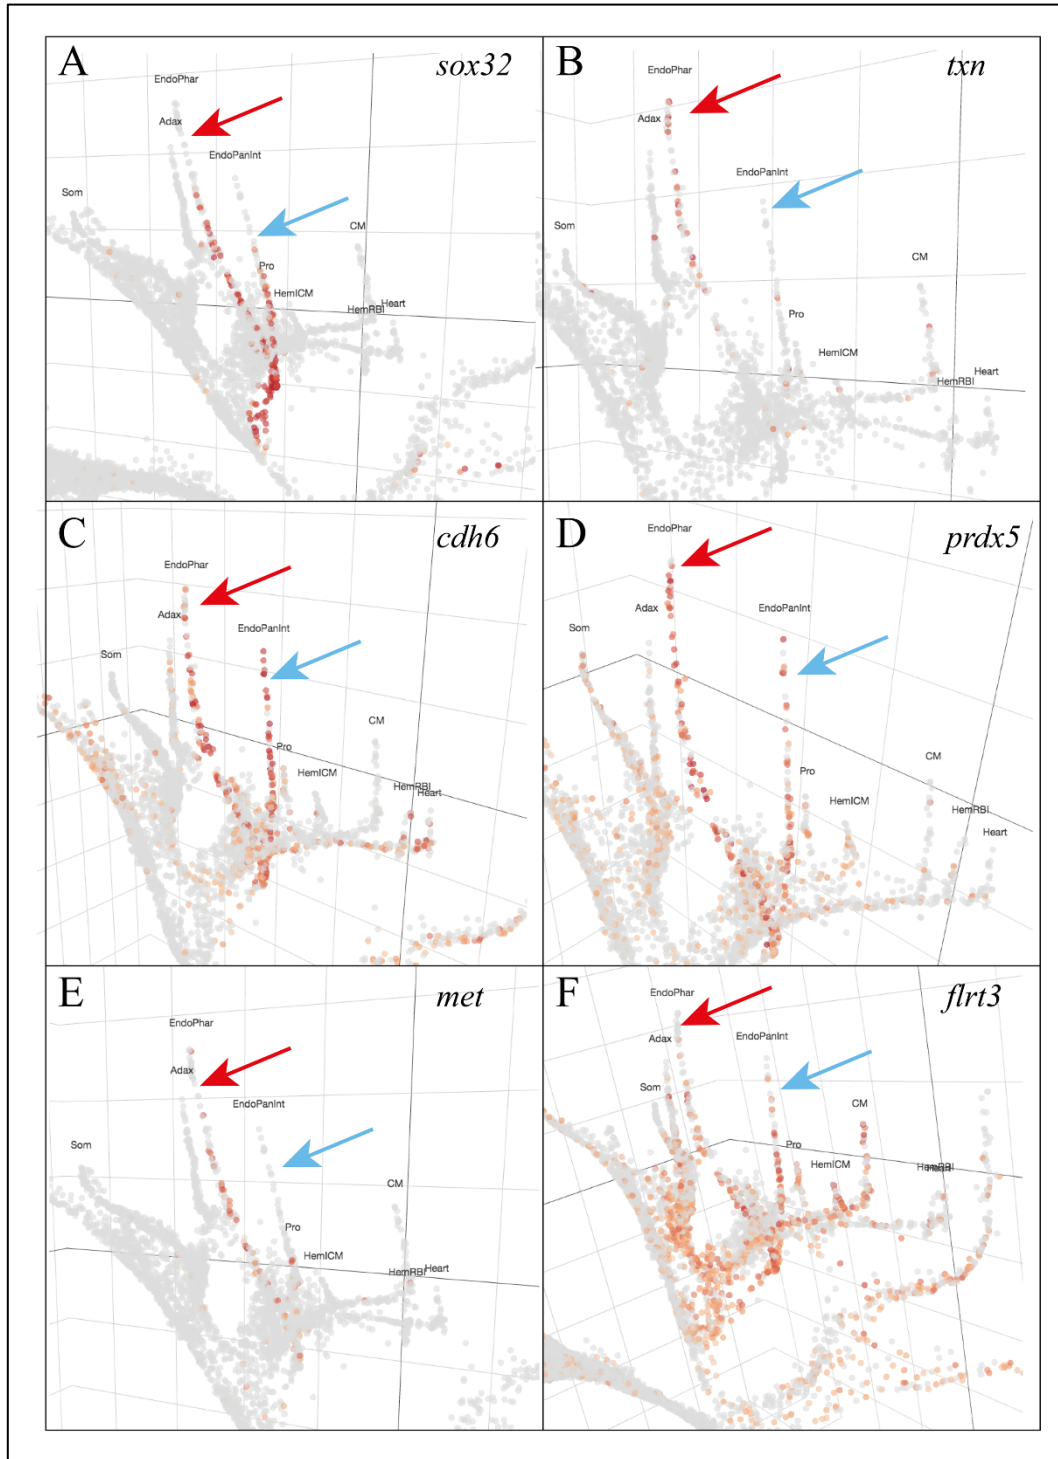 A
sox32
EndoPhar
Adax
EndoPanInt
Som
CM
Pro
HemICM
HemRBI
Heart
B
txn
EndoPhar
Adax
EndoPanInt
Som
CM
Pro
HemICM
HemRBI
Heart
C
cdh6
EndoPhar
Adax
EndoPanInt
Som
CM
Pro
HemICM
HemRBI
Heart
D
prdx5
EndoPhar
Adax
EndoPanInt
Som
CM
Pro
HemICM
HemRBI
Heart
E
met
EndoPhar
Adax
EndoPanInt
Som
CM
Pro
HemICM
HemRBI
Heart
F
flrt3
EndoPhar
Adax
EndoPanInt
Som
CM
Pro
HemICM
HemRBI